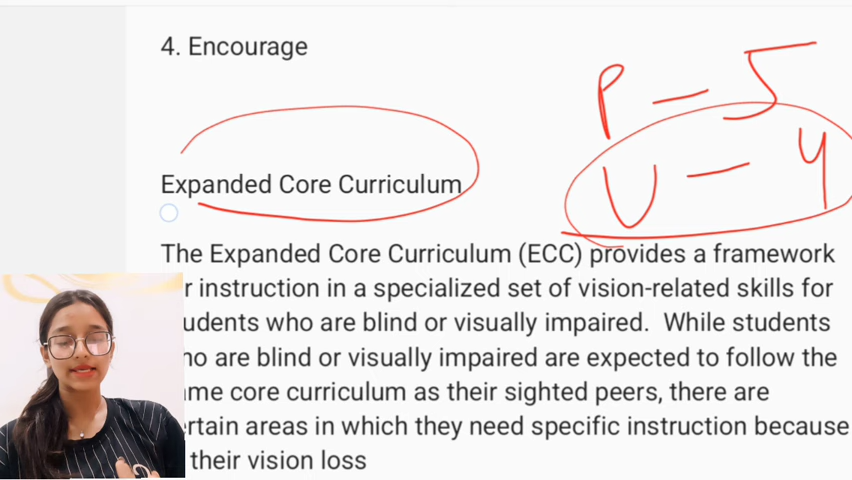 4. Encourage
P - 5
U - 4
Expanded Core Curriculum
The Expanded Core Curriculum (ECC) provides a framework
instruction in a specialized set of vision-related skills for
who are blind or visually impaired. While students
are blind or visually impaired are expected to follow the
core curriculum as their sighted peers, there are
areas in which they need specific instruction because
their vision loss